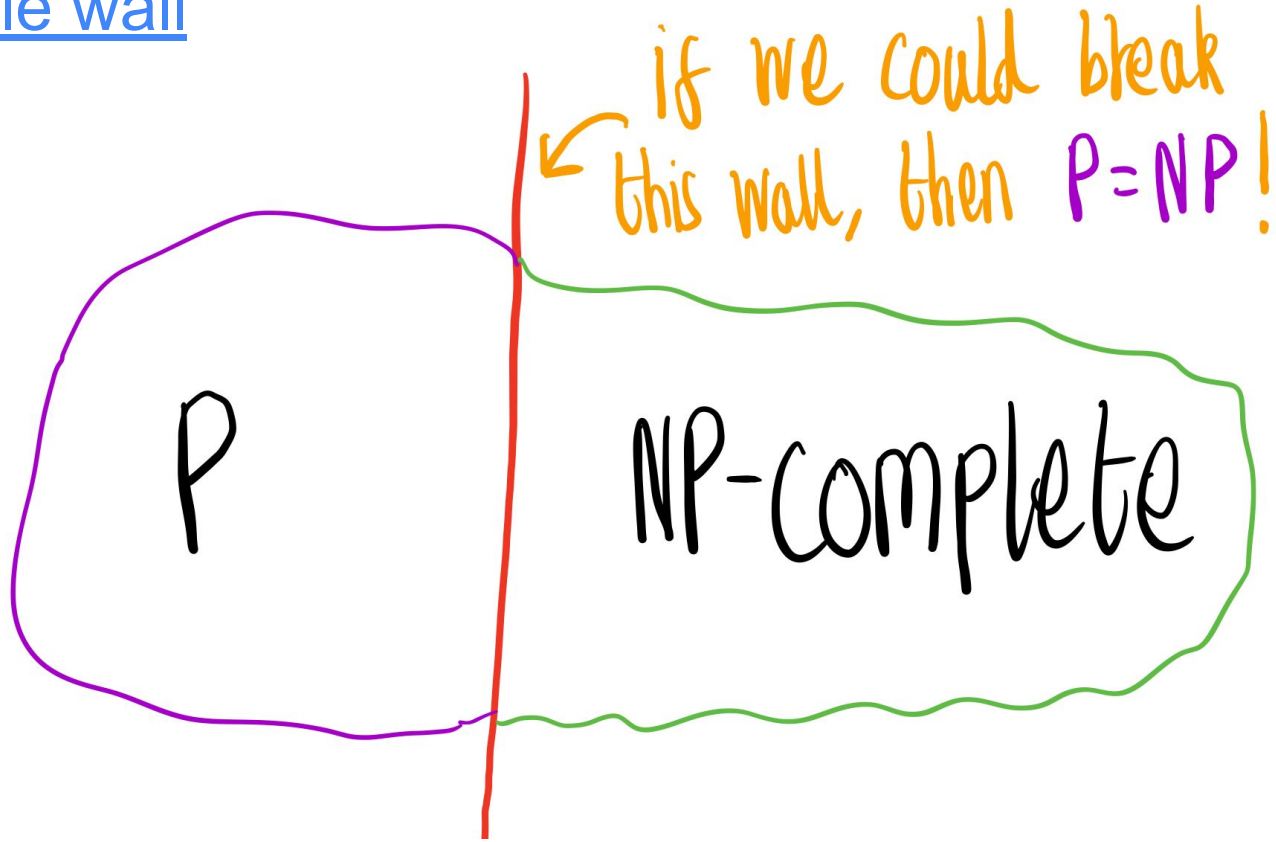 le wall
if we could break
this wall, then P=NP!
P
NP-complete